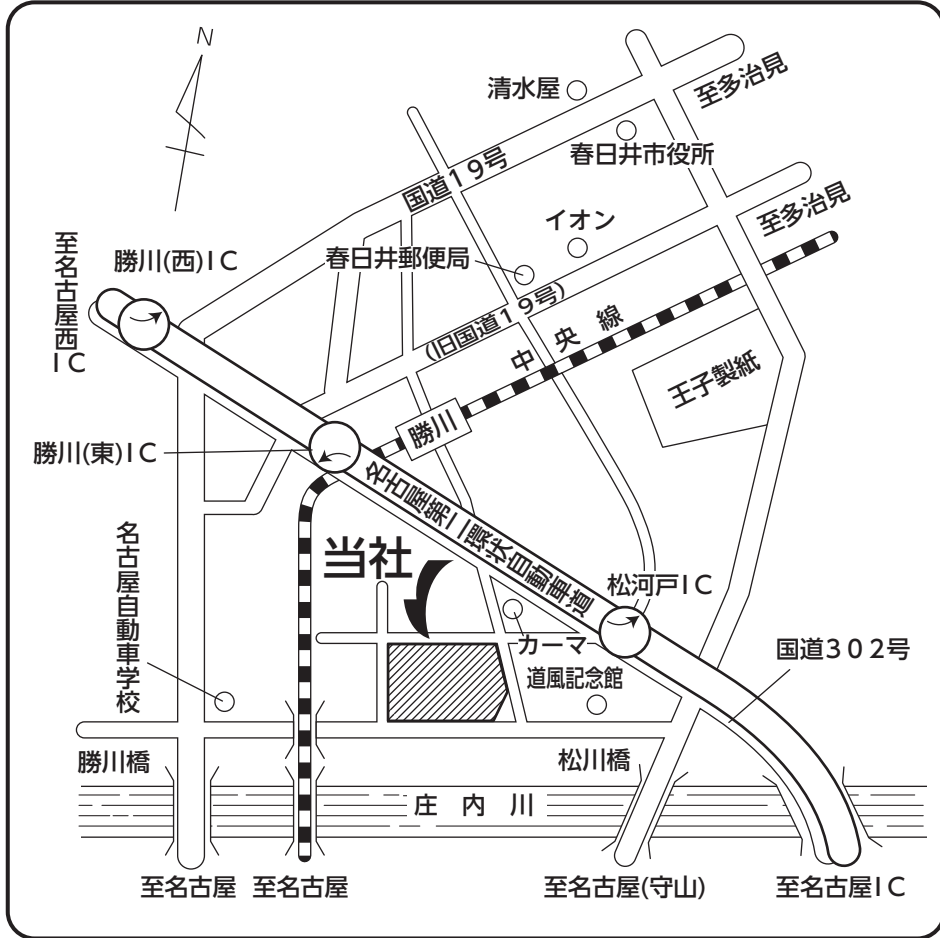 N
清水屋
至多治見
春日井市役所
国道19号
イオン
至多治見
至名古屋西IC
勝川(西)IC
春日井郵便局
(旧国道19号)
中央線
王子製紙
勝川
勝川(東)IC
名古屋第二環状自動車道
当社
名古屋自動車学校
松河戸IC
カーマ
国道302号
道風記念館
勝川橋
松川橋
庄内川
至名古屋
至名古屋
至名古屋(守山)
至名古屋IC